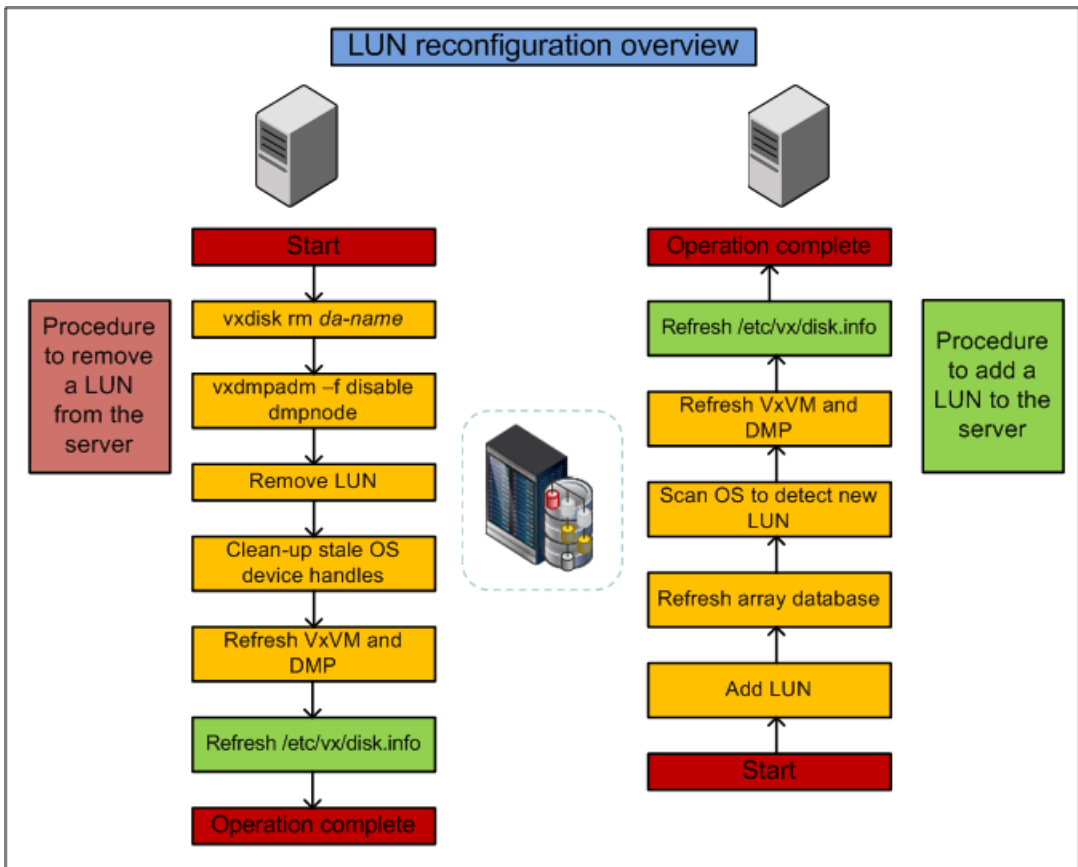 LUN reconfiguration overview
Procedure
to remove
a LUN
from the
server
Start
vxdisk rm da-name
vxdmpadm –f disable
dmpnode
Remove LUN
Clean-up stale OS
device handles
Refresh VxVM and
DMP
Refresh /etc/vx/disk.info
Operation complete
Operation complete
Refresh /etc/vx/disk.info
Refresh VxVM and
DMP
Scan OS to detect new
LUN
Refresh array database
Add LUN
Start
Procedure
to add a
LUN to the
server